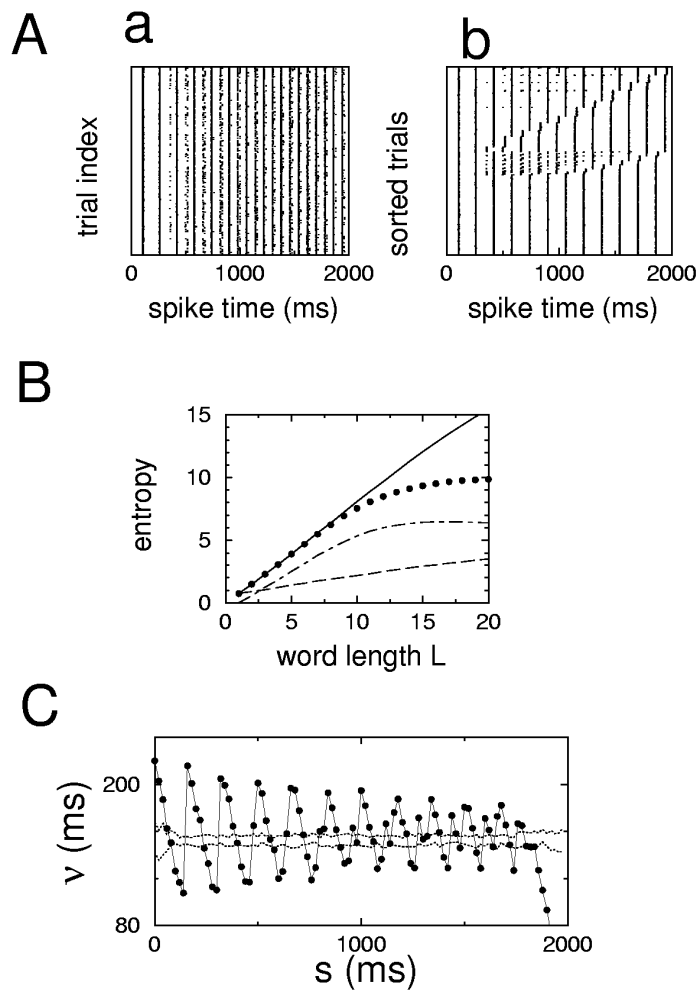 A
a
b
trial index
sorted trials
0 1000 2000
0 1000 2000
spike time (ms)
spike time (ms)
B
15
10
5
0
entropy
0 5 10 15 20
word length L
C
200
80
ν (ms)
0 1000 2000
s (ms)